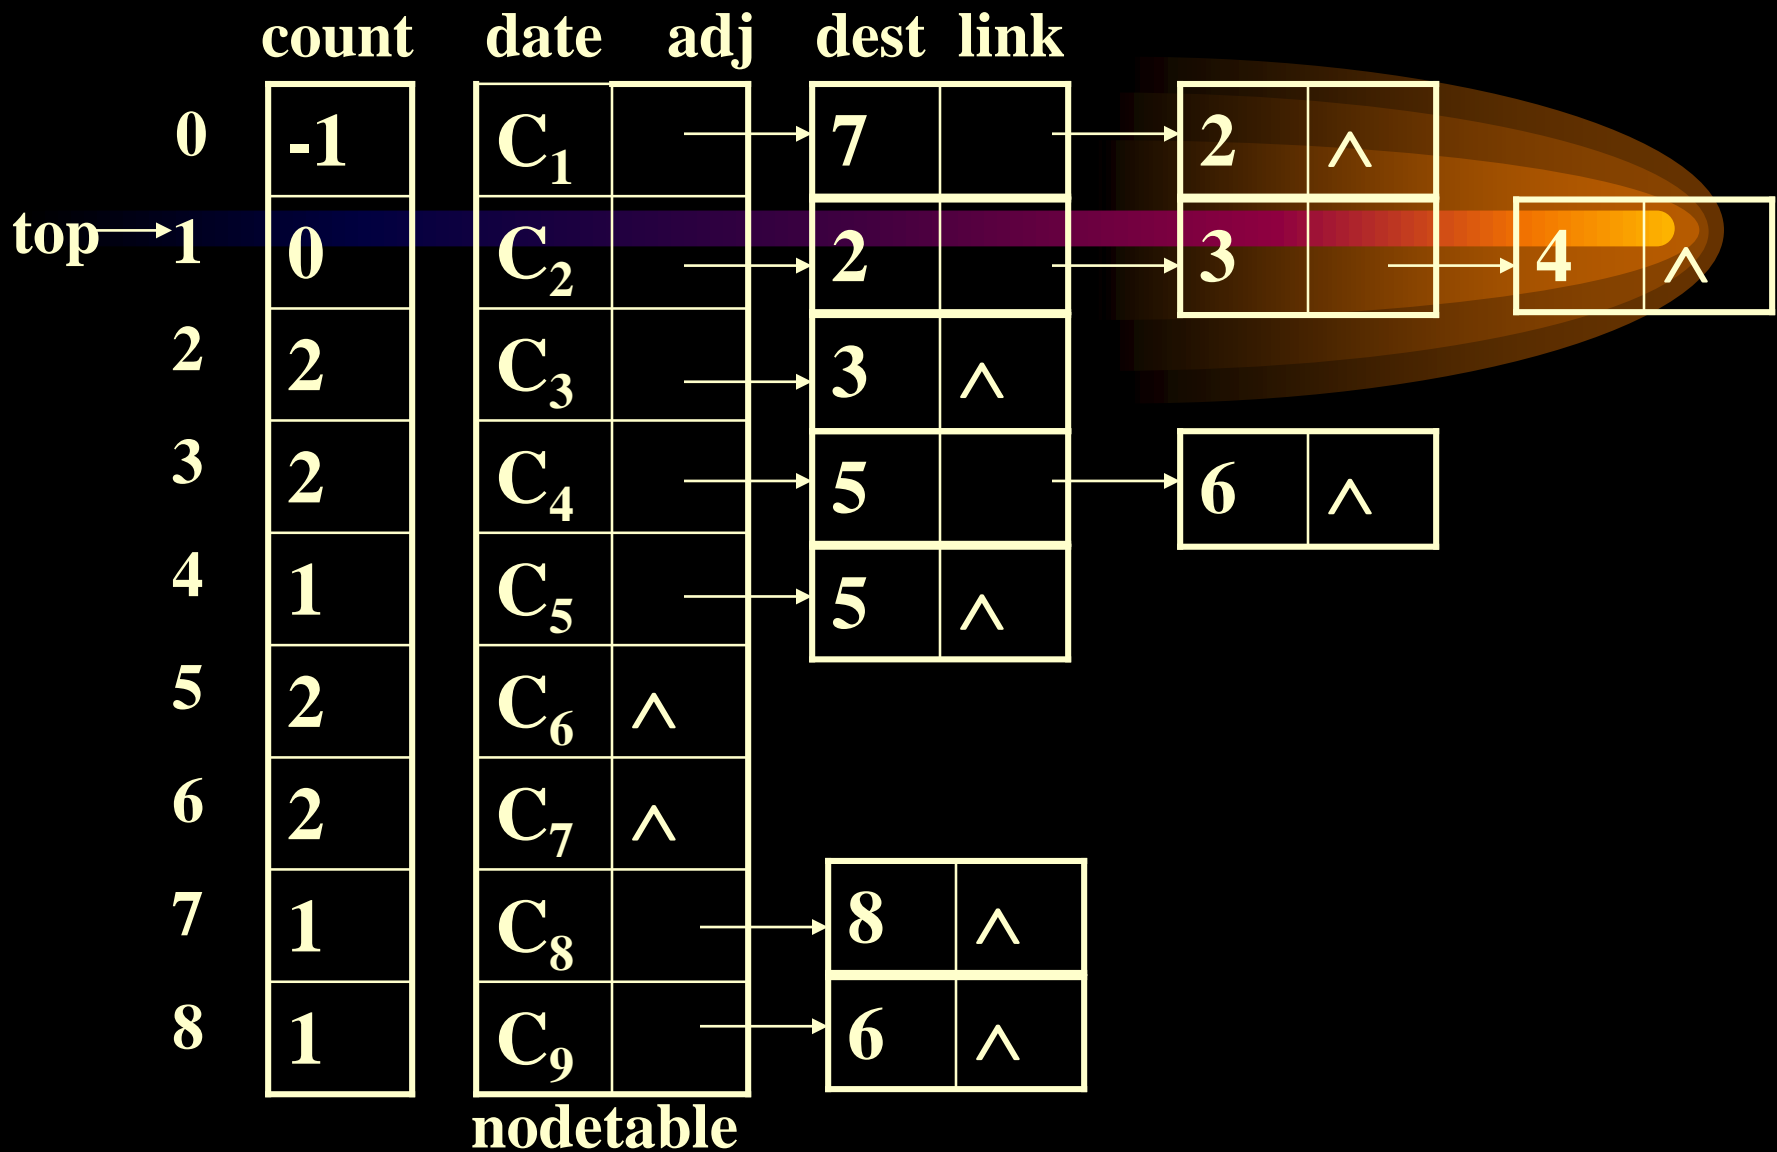 count date adj dest link
0 -1 C₁ 7 2 ∧
top 1 0 C₂ 2 3 4 ∧
2 2 C₃ 3 ∧
3 2 C₄ 5 6 ∧
4 1 C₅ 5 ∧
5 2 C₆ ∧
6 2 C₇ ∧
7 1 C₈ 8 ∧
8 1 C₉ 6 ∧
nodetable